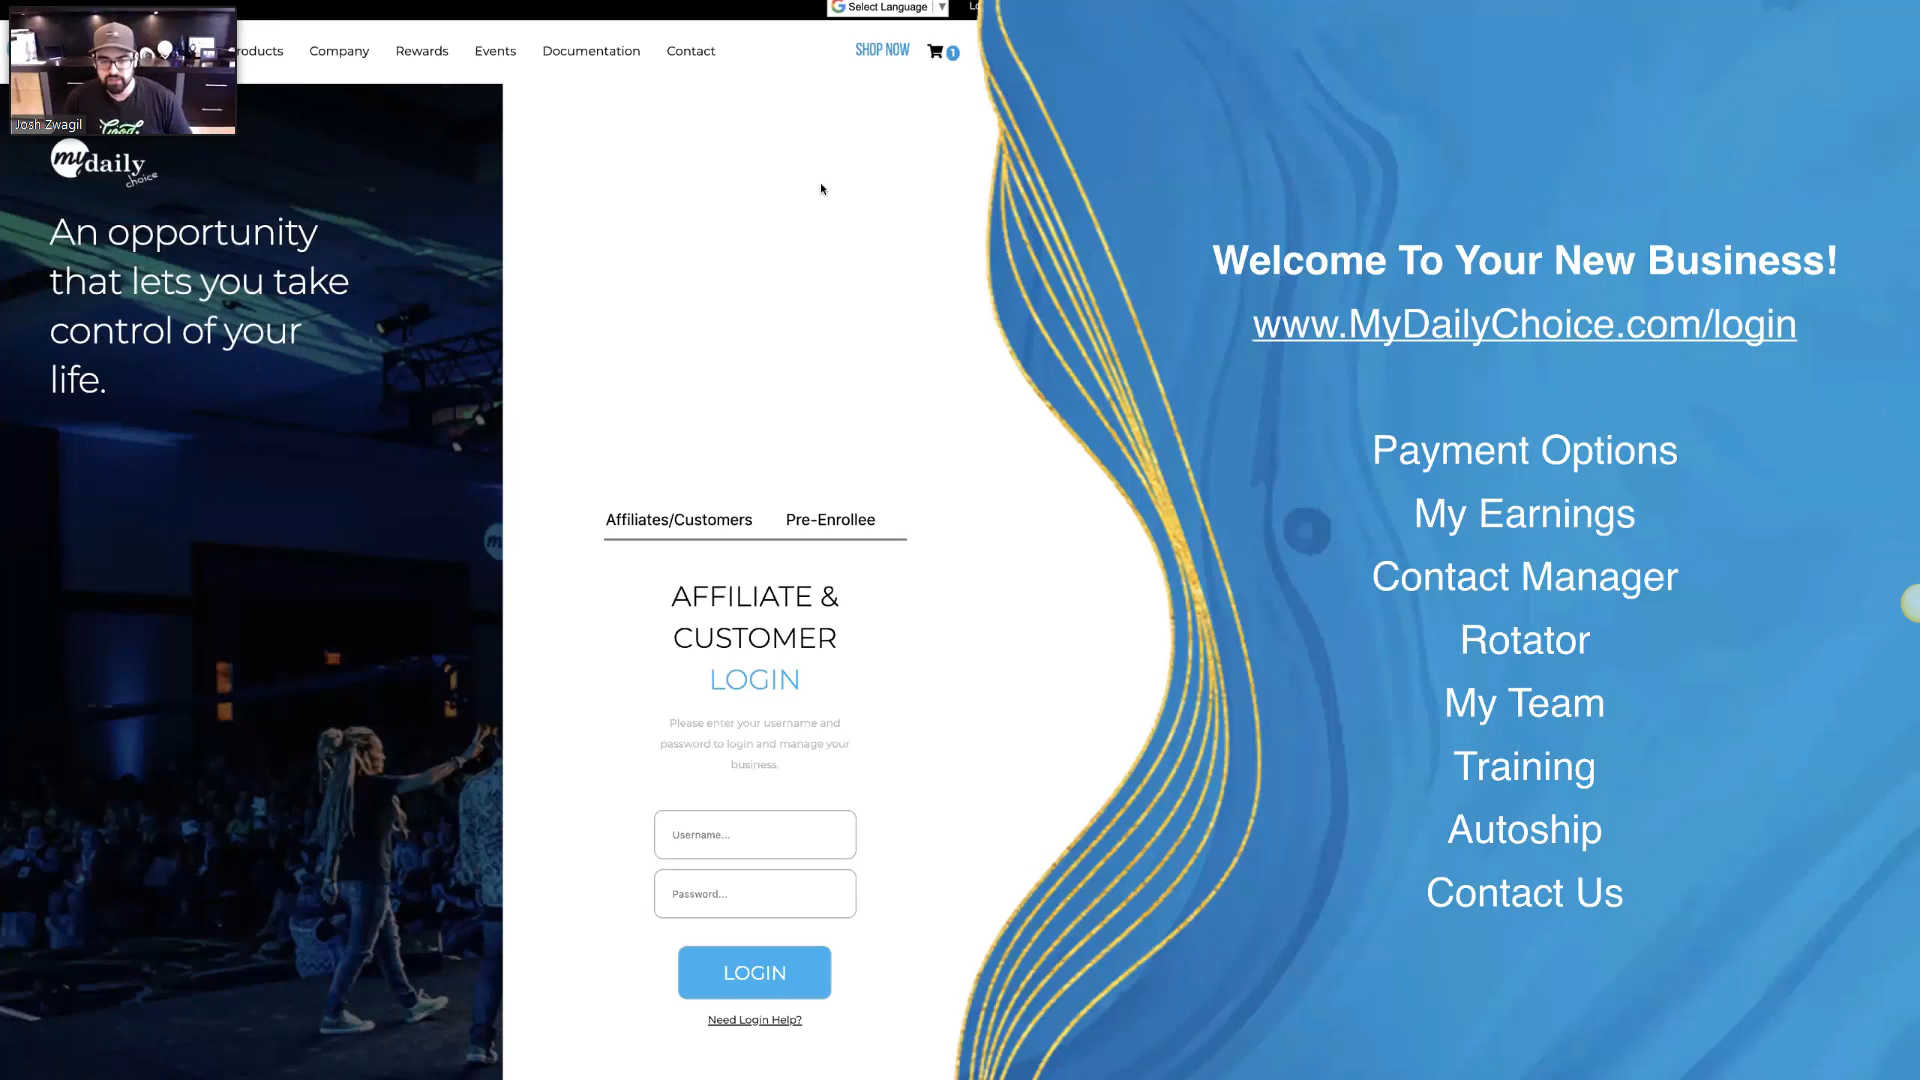 Select Language
▼
Products
Company
Rewards
Events
Documentation
Contact
SHOP NOW
1
Good
Josh Zwagil
my daily
choice
An opportunity
that lets you take
control of your
life.
Affiliates/Customers
Pre-Enrollee
AFFILIATE &
CUSTOMER
LOGIN
Please enter your username and
password to login and manage your
business.
Username...
Password...
LOGIN
Need Login Help?
Welcome To Your New Business!
www.MyDailyChoice.com/login
Payment Options
My Earnings
Contact Manager
Rotator
My Team
Training
Autoship
Contact Us